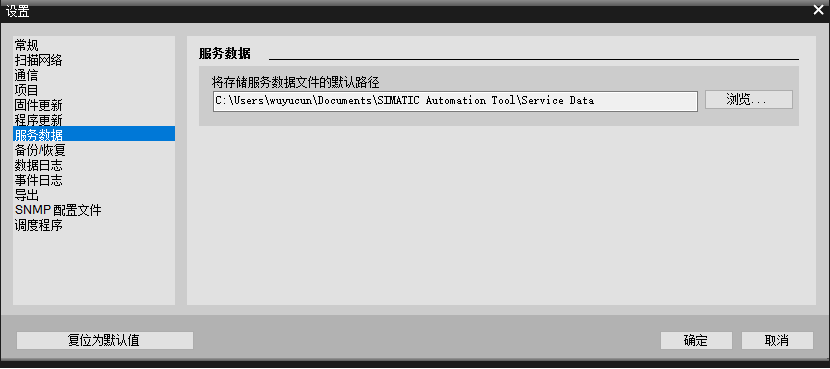 设置
常规
扫描网络
通信
项目
固件更新
程序更新
服务数据
备份/恢复
数据日志
事件日志
导出
SNMP 配置文件
调度程序
服务数据
将存储服务数据文件的默认路径
C:\Users\wuyucun\Documents\SIMATIC Automation Tool\Service Data
浏览...
复位为默认值
确定
取消